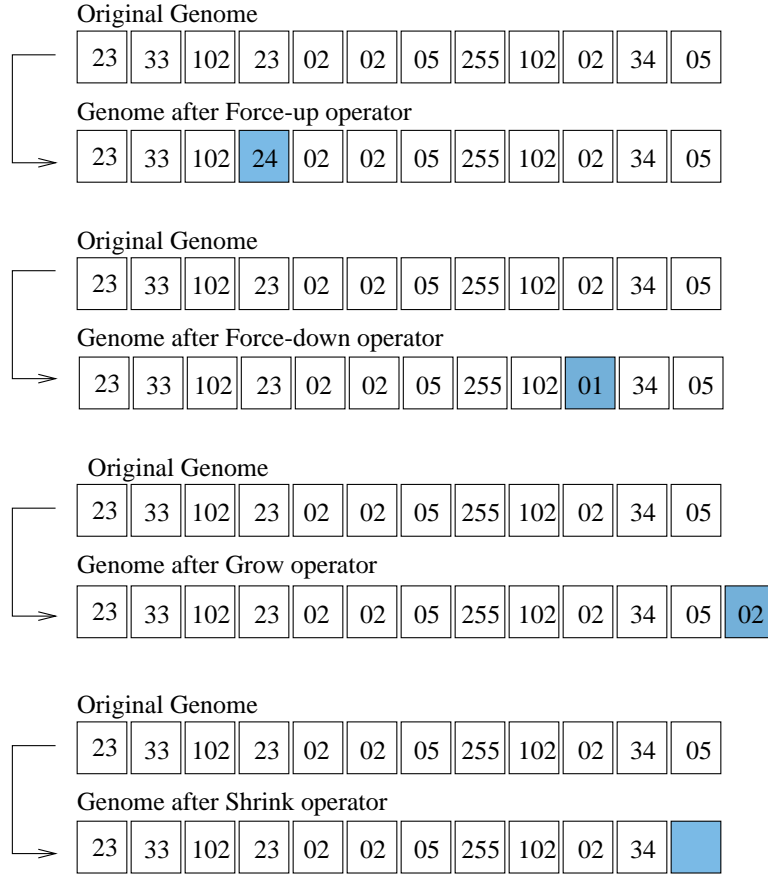 Original Genome
23 33 102 23 02 02 05 255 102 02 34 05
Genome after Force-up operator
23 33 102 24 02 02 05 255 102 02 34 05
Original Genome
23 33 102 23 02 02 05 255 102 02 34 05
Genome after Force-down operator
23 33 102 23 02 02 05 255 102 01 34 05
Original Genome
23 33 102 23 02 02 05 255 102 02 34 05
Genome after Grow operator
23 33 102 23 02 02 05 255 102 02 34 05 02
Original Genome
23 33 102 23 02 02 05 255 102 02 34 05
Genome after Shrink operator
23 33 102 23 02 02 05 255 102 02 34